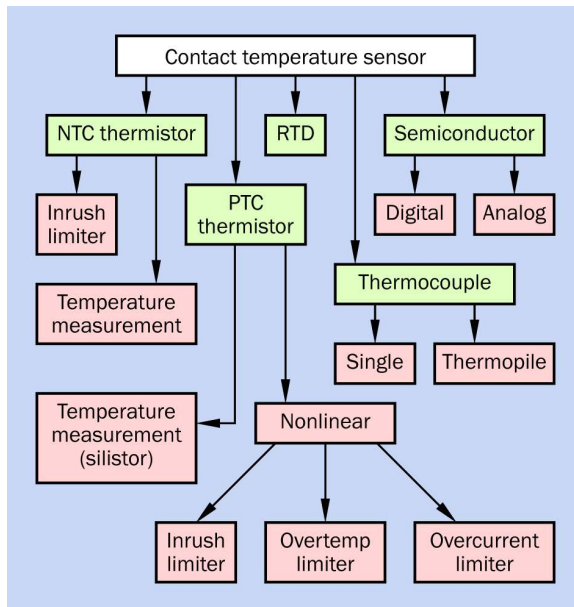 Contact temperature sensor
NTC thermistor
RTD
Semiconductor
Inrush
limiter
PTC
thermistor
Digital
Analog
Temperature
measurement
Thermocouple
Single
Thermopile
Temperature
measurement
(silistor)
Nonlinear
Inrush
limiter
Overtemp
limiter
Overcurrent
limiter